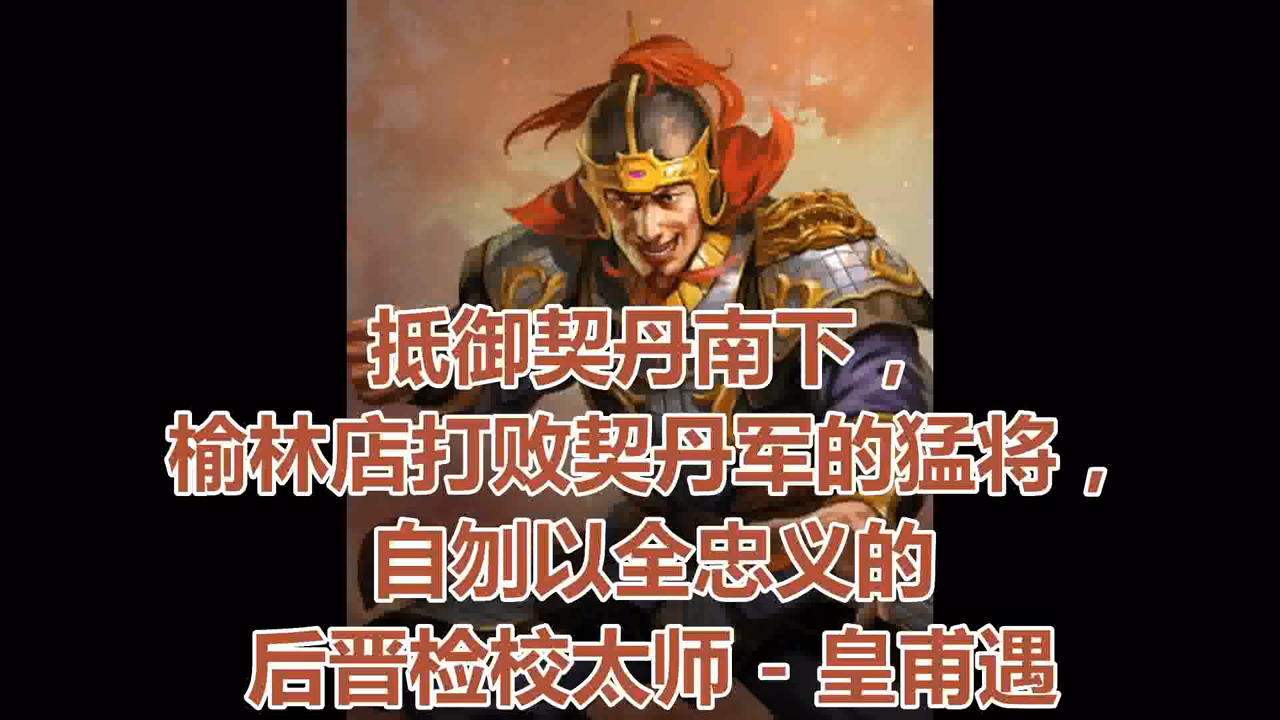 抵御契丹南下，
榆林店打败契丹军的猛将，
自刎以全忠义的
后晋检校太师-皇甫遇